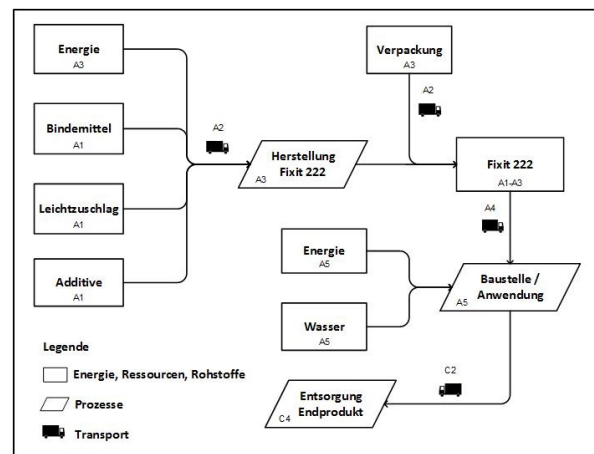 Energie
A3
Bindemittel
A1
Leichtzuschlag
A1
Additive
A1
A2
Herstellung
Fixit 222
A3
Verpackung
A3
A2
Fixit 222
A1-A3
A4
Energie
A5
Wasser
A5
Baustelle /
Anwendung
A5
C2
Entsorgung
Endprodukt
C4
Legende
Energie, Ressourcen, Rohstoffe
Prozesse
Transport